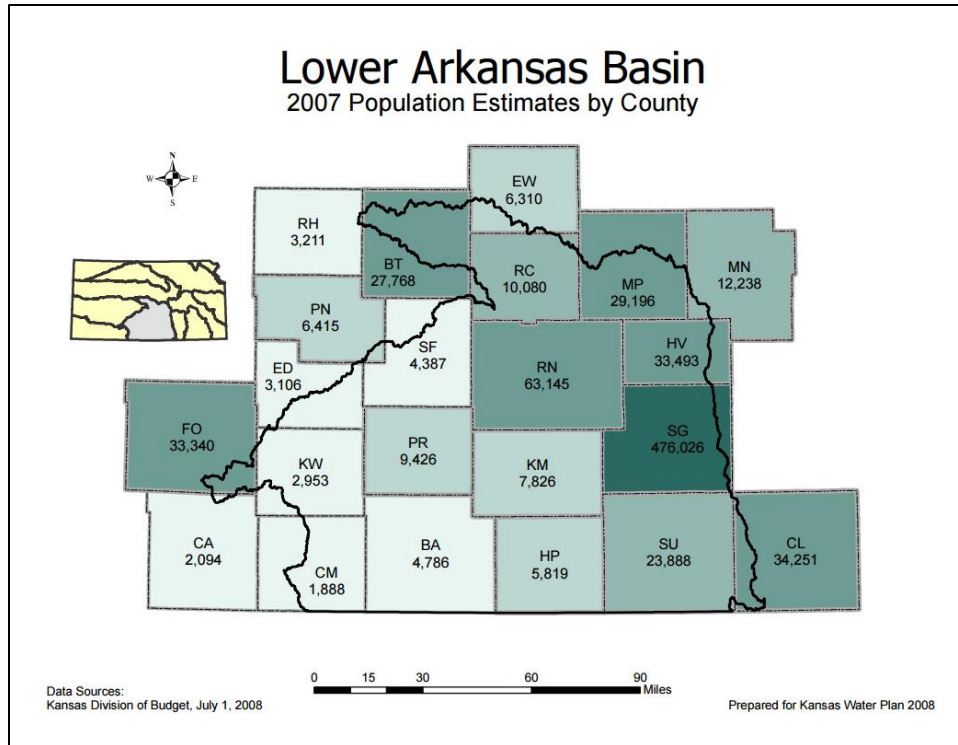 Lower Arkansas Basin
2007 Population Estimates by County
N
W E
S
EW
6,310
RH
3,211
BT
27,768
RC
10,080
MP
29,196
MN
12,238
PN
6,415
SF
4,387
HV
33,493
ED
3,106
RN
63,145
FO
33,340
SG
476,026
PR
9,426
KW
2,953
KM
7,826
CA
2,094
CM
1,888
BA
4,786
HP
5,819
SU
23,888
CL
34,251
0 15 30 60 90
Miles
Data Sources:
Kansas Division of Budget, July 1, 2008
Prepared for Kansas Water Plan 2008